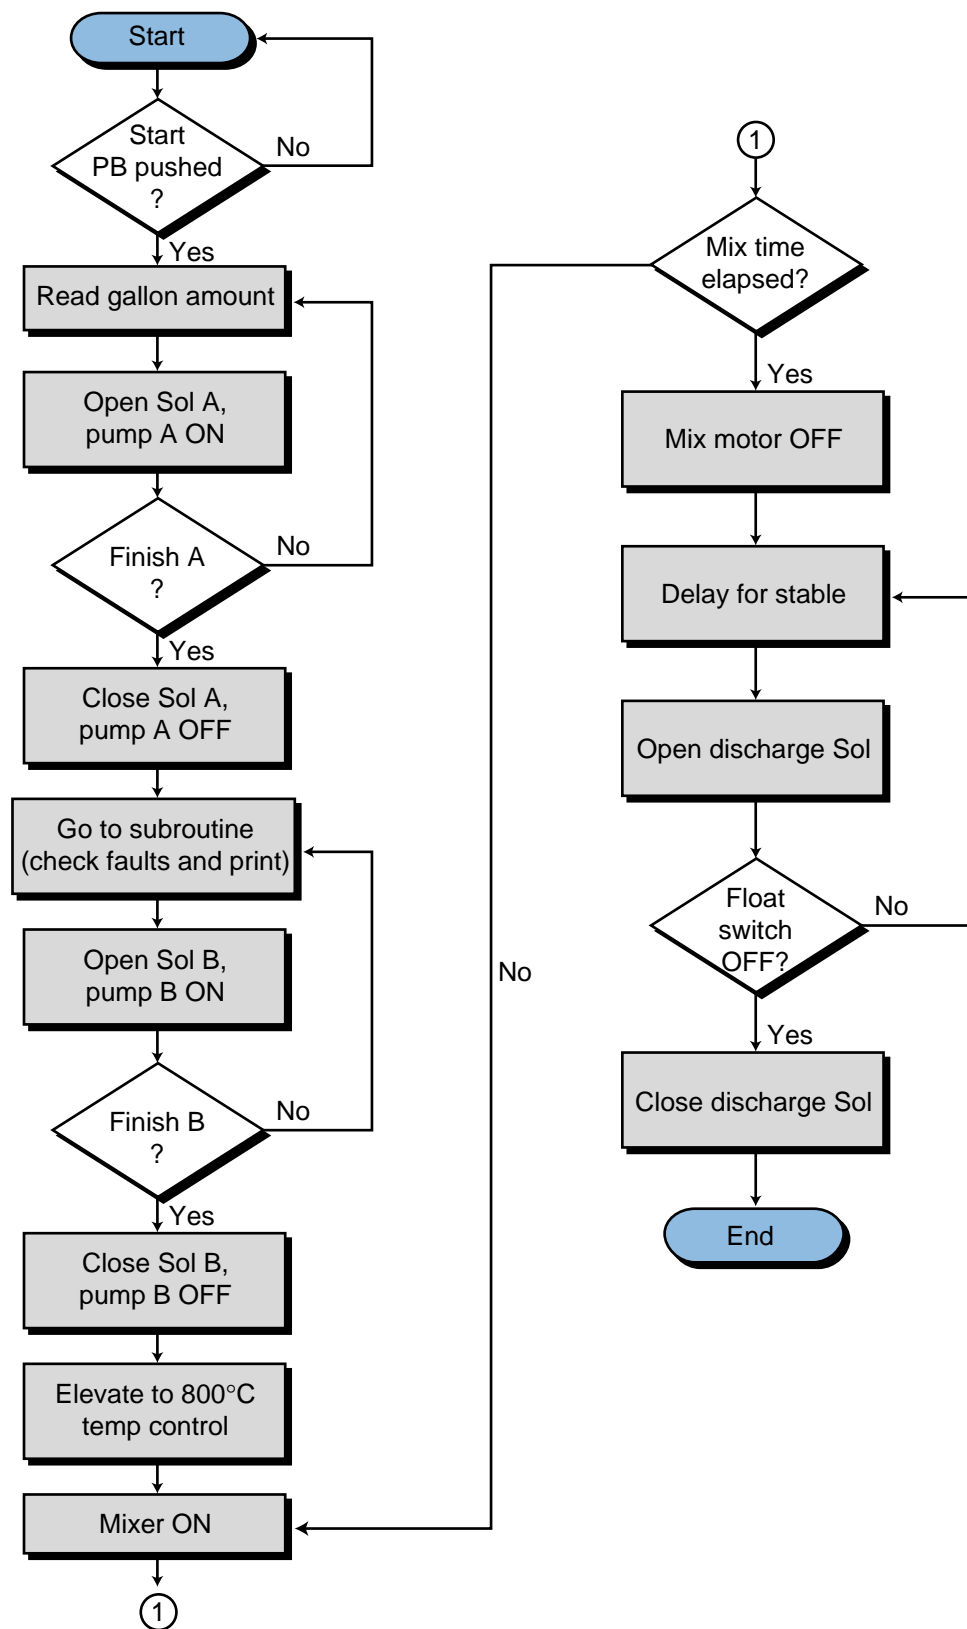 Start
Start
PB pushed
?
No
Yes
Read gallon amount
Open Sol A,
pump A ON
Finish A
?
No
Yes
Close Sol A,
pump A OFF
Go to subroutine
(check faults and print)
Open Sol B,
pump B ON
Finish B
?
No
Yes
Close Sol B,
pump B OFF
Elevate to 800°C
temp control
Mixer ON
1
1
Mix time
elapsed?
No
Yes
Mix motor OFF
Delay for stable
Open discharge Sol
Float
switch
OFF?
No
Yes
Close discharge Sol
End